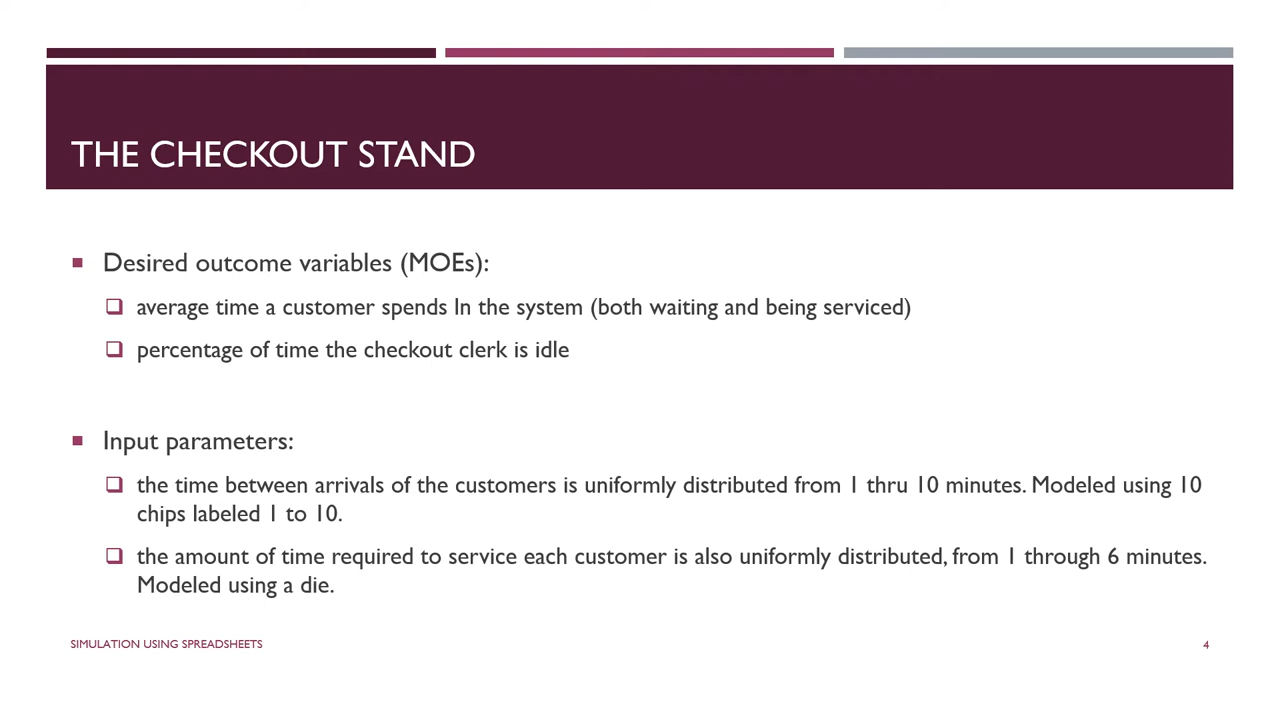 THE CHECKOUT STAND
Desired outcome variables (MOEs):
average time a customer spends In the system (both waiting and being serviced)
percentage of time the checkout clerk is idle
Input parameters:
the time between arrivals of the customers is uniformly distributed from 1 thru 10 minutes. Modeled using 10
chips labeled 1 to 10.
the amount of time required to service each customer is also uniformly distributed, from 1 through 6 minutes.
Modeled using a die.
SIMULATION USING SPREADSHEETS
4